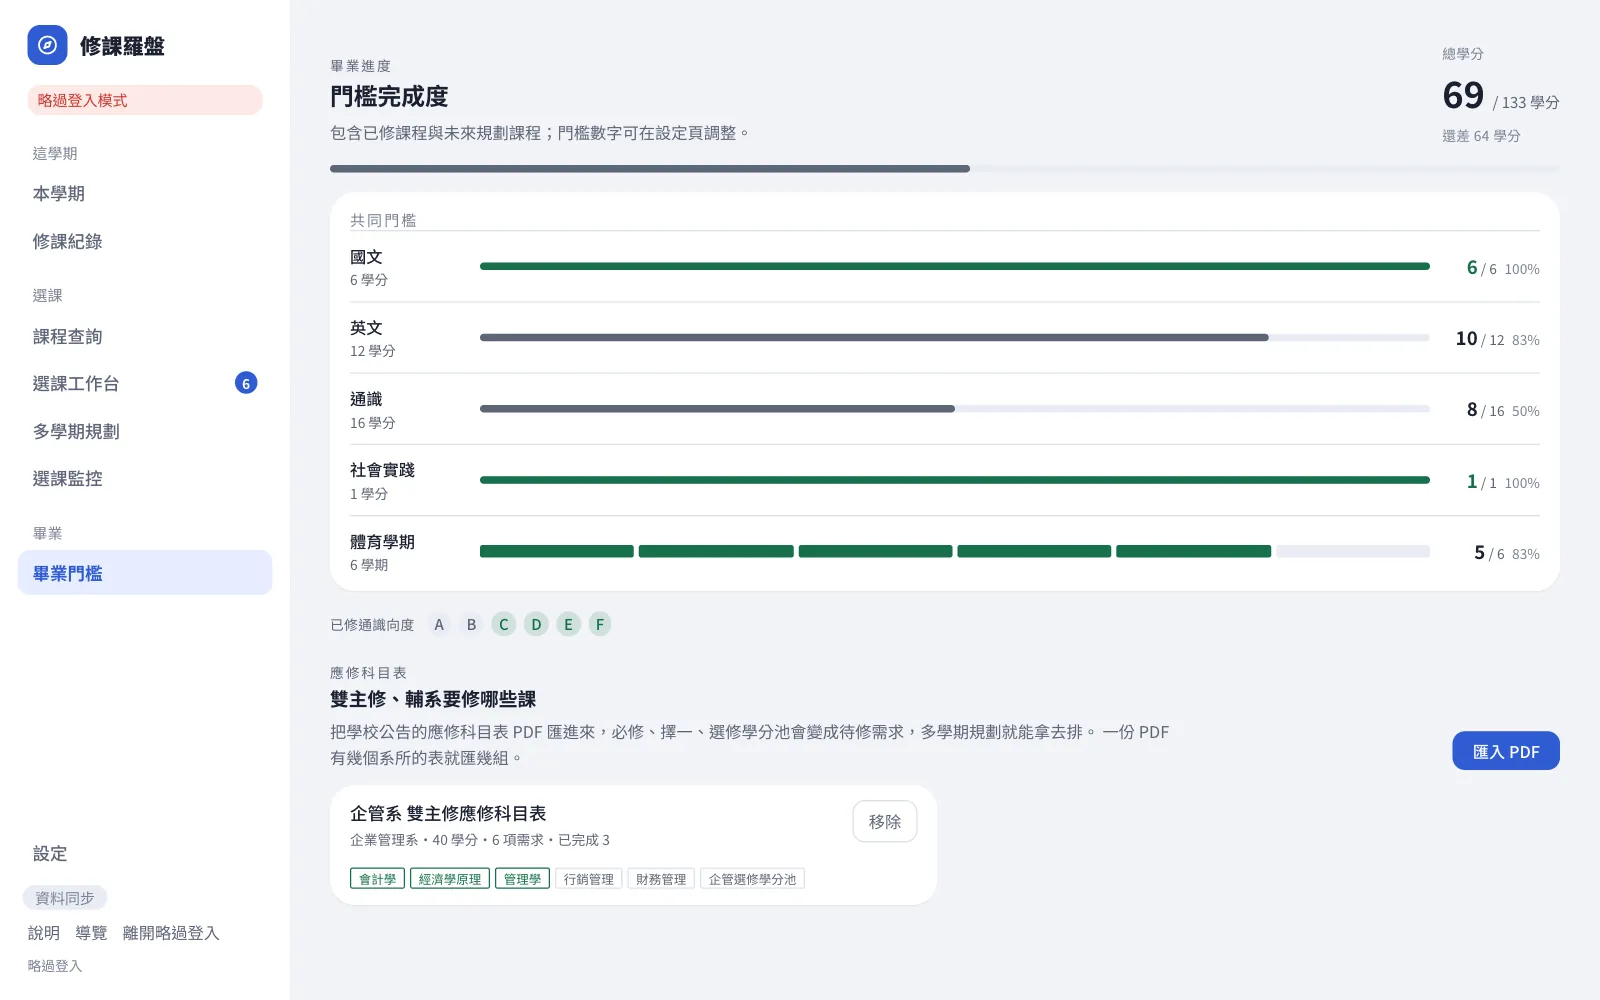 修課羅盤
略過登入模式
這學期
本學期
修課紀錄
選課
課程查詢
選課工作台 6
多學期規劃
選課監控
畢業
畢業門檻
設定
資料同步
說明 導覽 離開略過登入
略過登入
畢業進度
門檻完成度
包含已修課程與未來規劃課程；門檻數字可在設定頁調整。
總學分
69 / 133 學分
還差 64 學分
共同門檻
國文
6 學分
6 / 6 100%
英文
12 學分
10 / 12 83%
通識
16 學分
8 / 16 50%
社會實踐
1 學分
1 / 1 100%
體育學期
6 學期
5 / 6 83%
已修通識向度 A B C D E F
應修科目表
雙主修、輔系要修哪些課
把學校公告的應修科目表 PDF 匯進來，必修、擇一、選修學分池會變成待修需求，多學期規劃就能拿去排。 一份 PDF
有幾個系所的表就匯幾組。
匯入 PDF
企管系 雙主修應修科目表
企業管理系・40 學分・6 項需求・已完成 3
移除
會計學 經濟學原理 管理學 行銷管理 財務管理 企管選修學分池